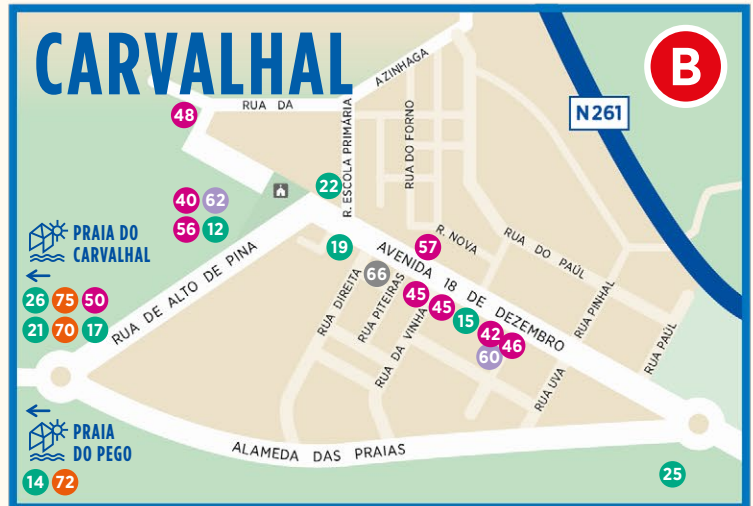 CARVALHAL
B
N261
AZINHAGA
RUA DA
48
R. ESCOLA PRIMÁRIA
RUA DO FORNO
22
40 62
56 12
PRAIA DO
CARVALHAL
26 75 50
21 70 17
RUA DE ALTO DE PINA
19
57
R. NOVA
RUA DO PAÚL
AVENIDA 18 DE DEZEMBRO
66
45
45
15
42
46
60
RUA DIREITA
RUA PITEIRAS
RUA DA VINHA
RUA PINHAL
RUA PAÚL
RUA UVA
PRAIA
DO PEGO
14 72
ALAMEDA DAS PRAIAS
25